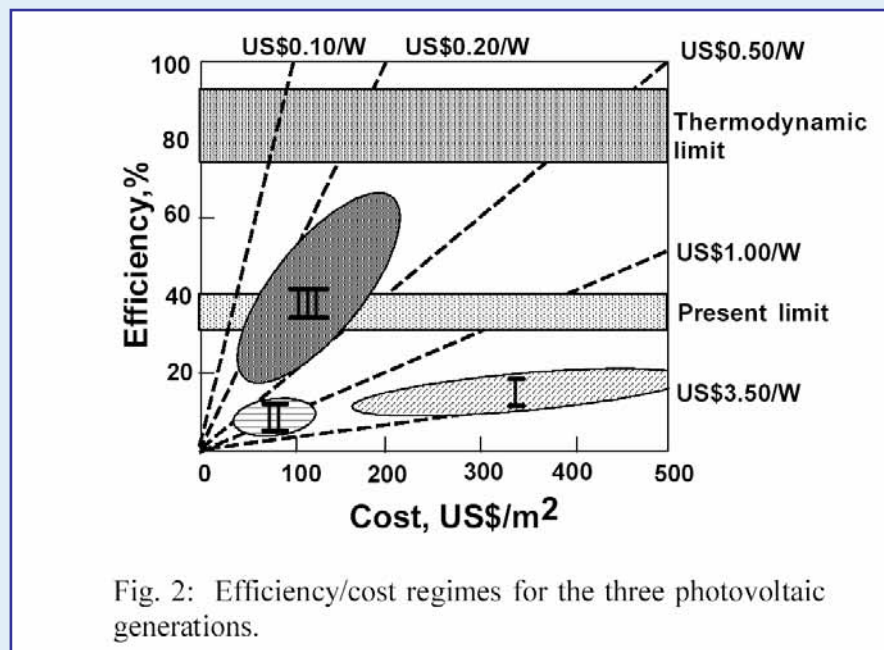 US$0.10/W
US$0.20/W
US$0.50/W
100
80
60
40
20
Efficiency,%
Thermodynamic
limit
US$1.00/W
Present limit
US$3.50/W
III
II
I
0
100
200
300
400
500
Cost, US$/m2
Fig. 2: Efficiency/cost regimes for the three photovoltaic
generations.